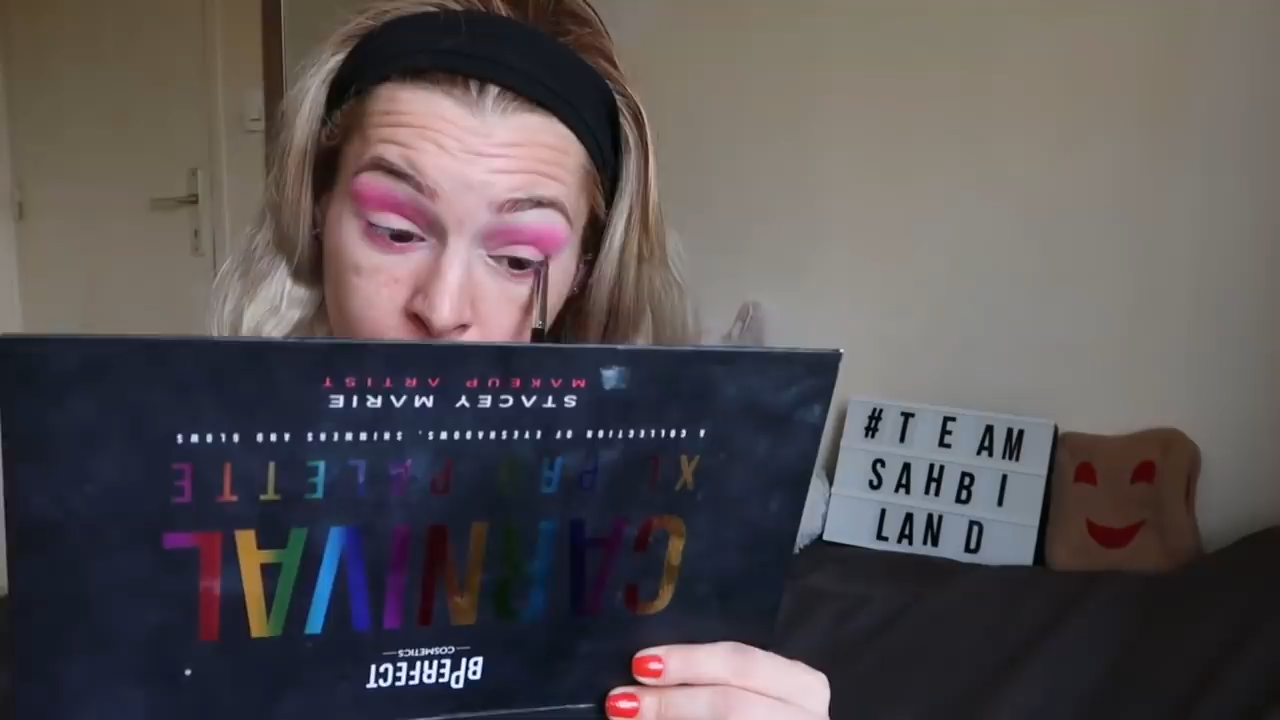 BPERFECT
COSMETICS
CARNIVAL
XL PRO PALETTE
A COLLECTION OF EYESHADOWS, SHIMMERS AND GLOWS
STACEY MARIE
MAKEUP ARTIST
#TEAM
SAHBI
LAND